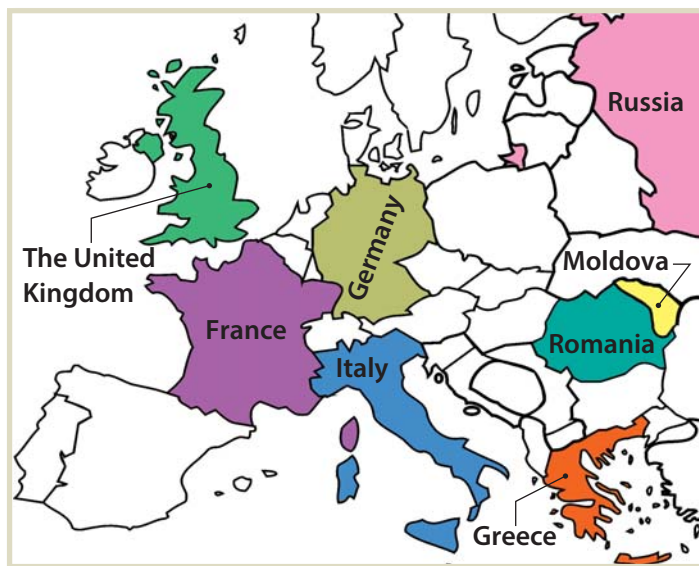 Russia
The United
Kingdom
Germany
Moldova
France
Italy
Romania
Greece